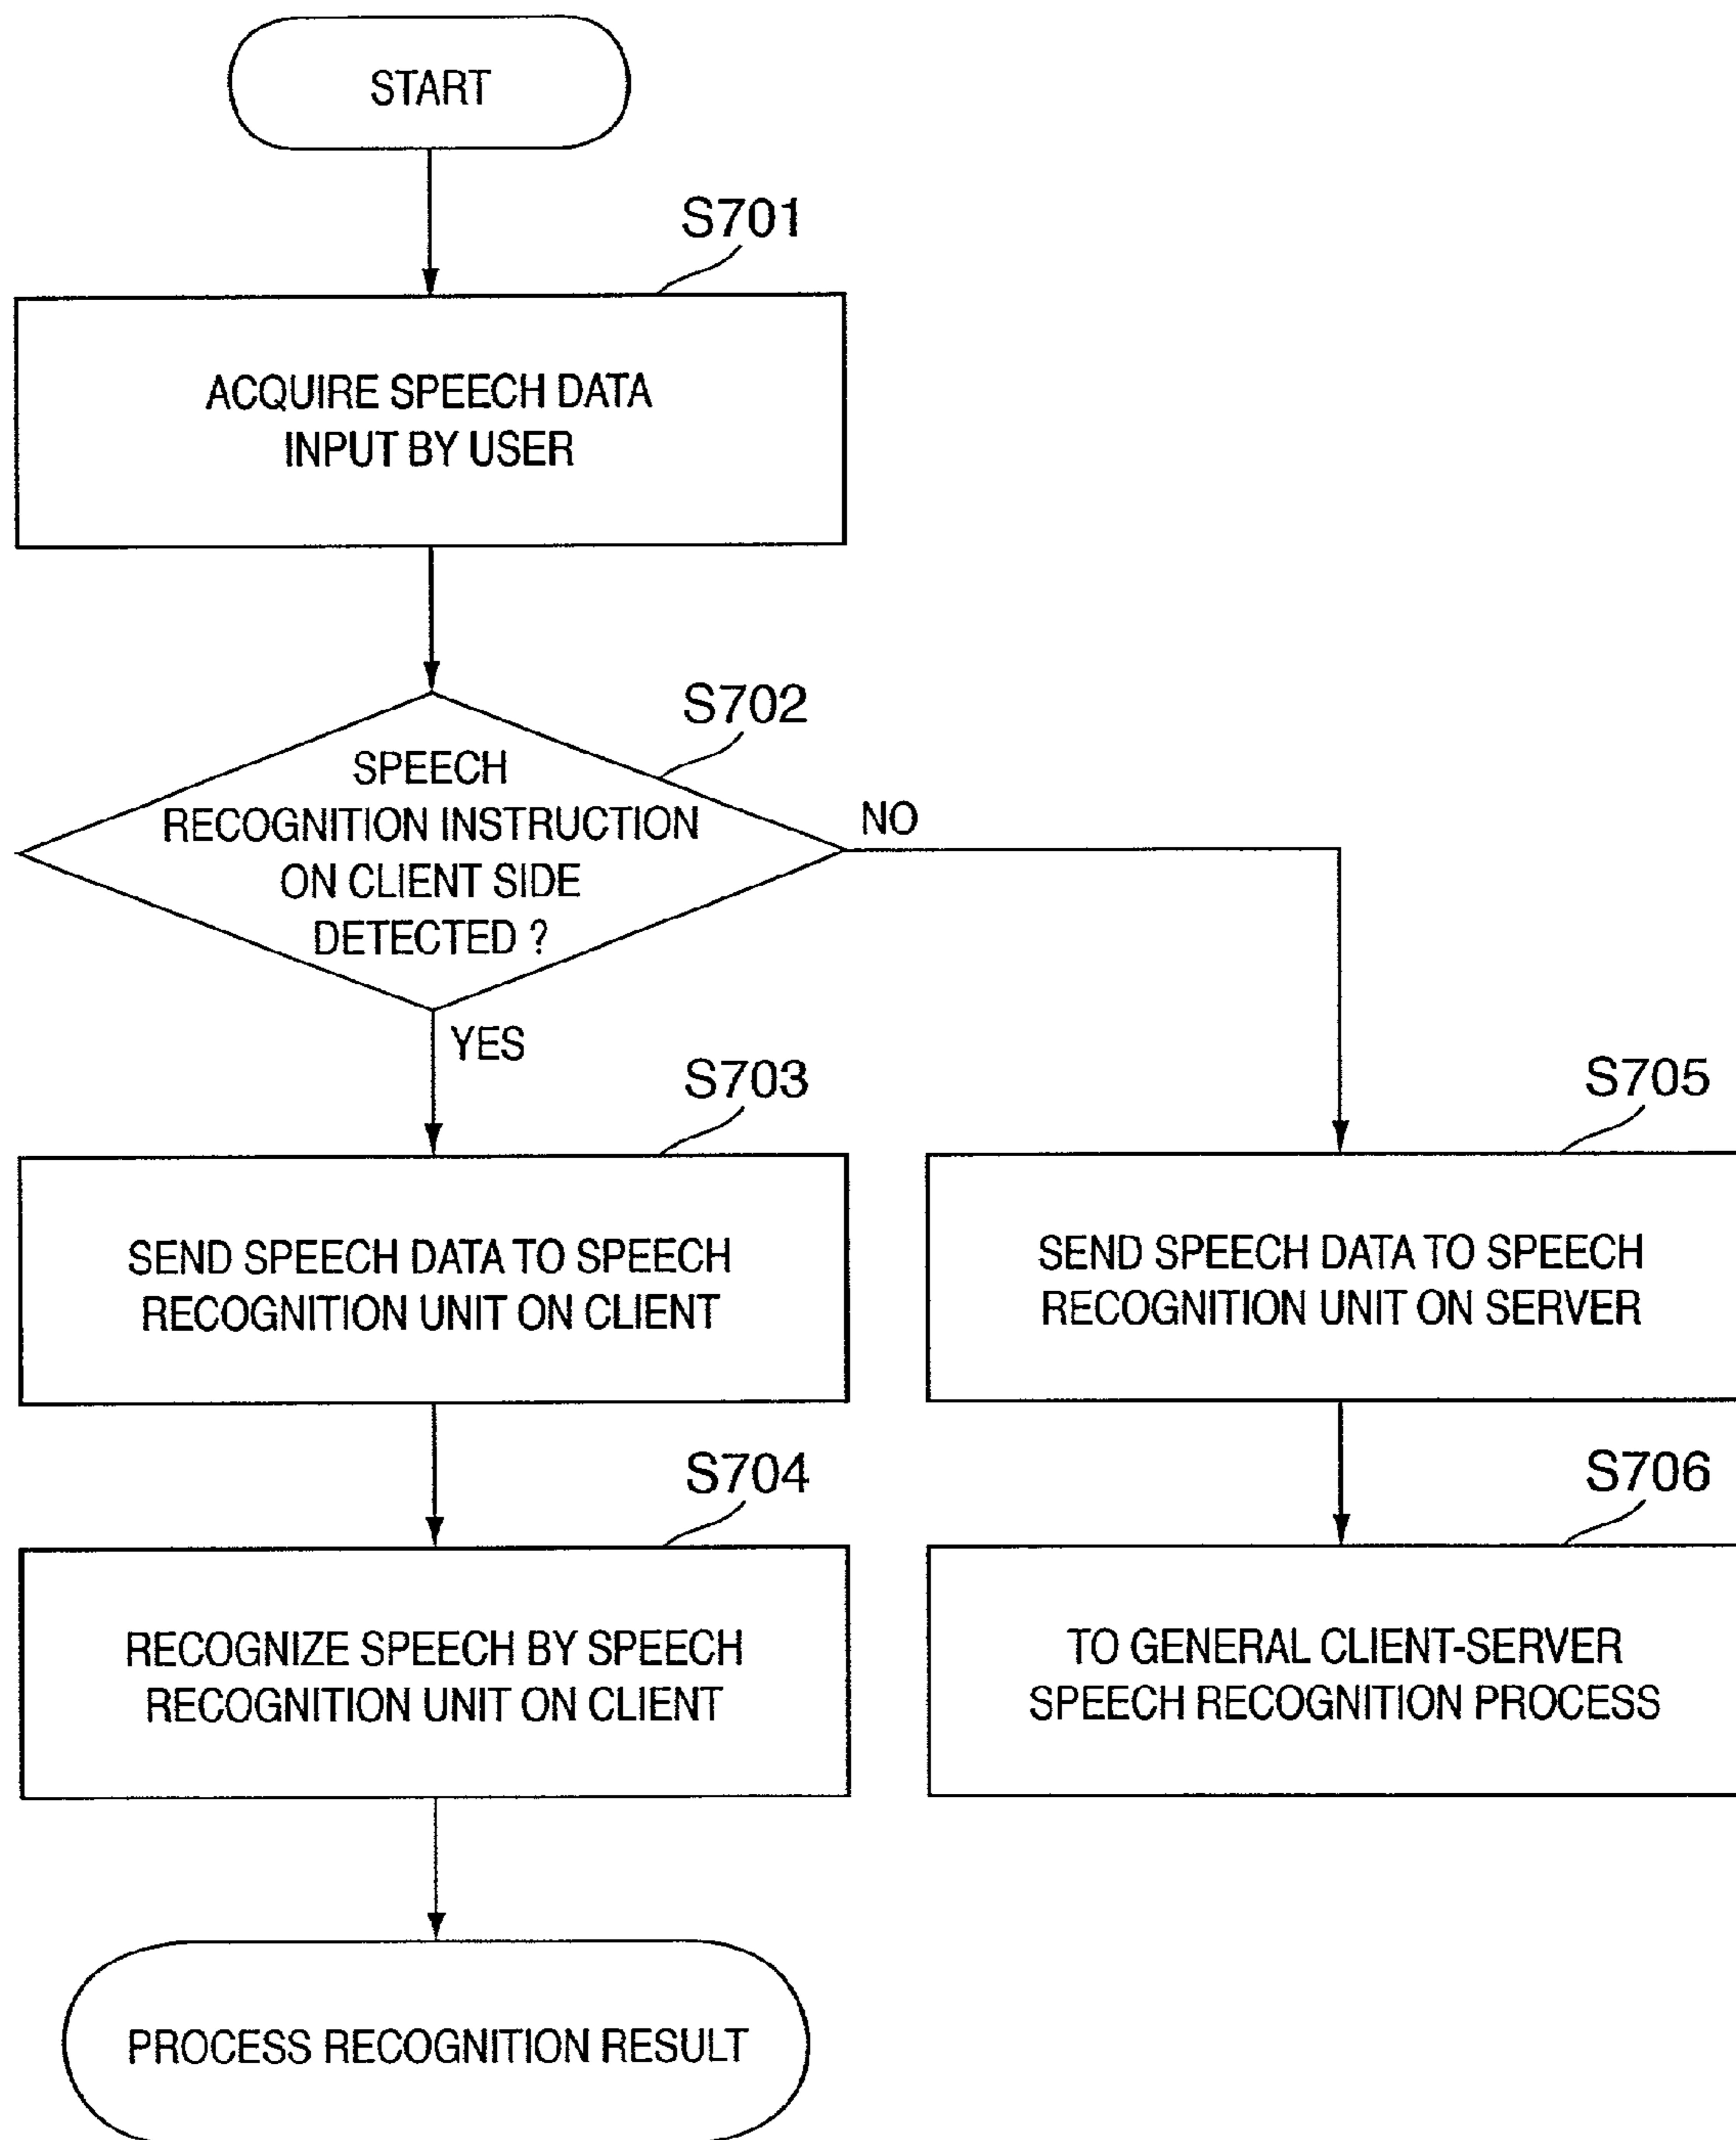 START
S701
ACQUIRE SPEECH DATA
INPUT BY USER
S702
SPEECH
RECOGNITION INSTRUCTION
ON CLIENT SIDE
DETECTED ?
NO
YES
S703
SEND SPEECH DATA TO SPEECH
RECOGNITION UNIT ON CLIENT
S705
SEND SPEECH DATA TO SPEECH
RECOGNITION UNIT ON SERVER
S704
RECOGNIZE SPEECH BY SPEECH
RECOGNITION UNIT ON CLIENT
S706
TO GENERAL CLIENT-SERVER
SPEECH RECOGNITION PROCESS
PROCESS RECOGNITION RESULT